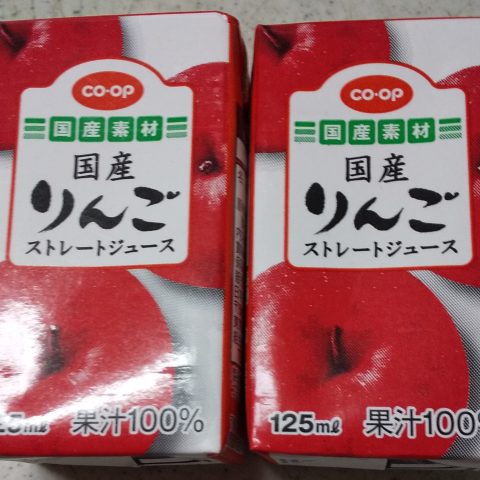 CO·OP
国産素材
国産
りんご
ストレートジュース
25ml 果汁100%
CO·OP
国産素材
国産
りんご
ストレートジュース
125ml 果汁100%